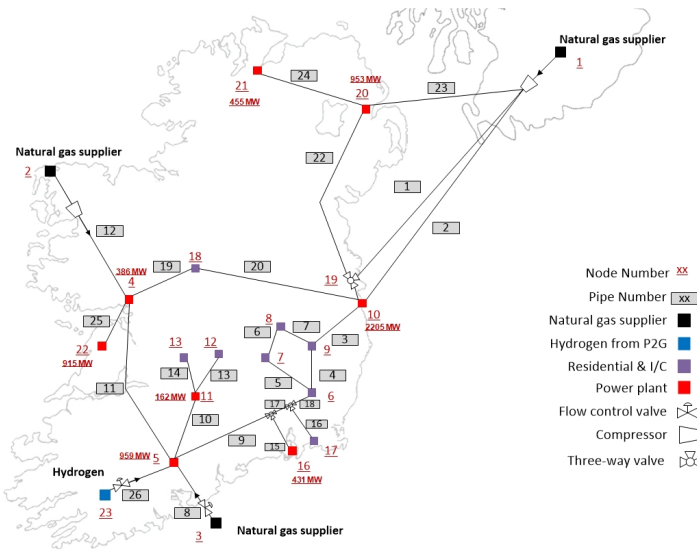 Natural gas supplier
1
24
21
455 MW
953 MW
20
23
22
Natural gas supplier
2
1
2
12
18
386 MW
4
19
20
19
10
2205 MW
25
22
915 MW
8
6
7
3
9
13
12
7
14
13
5
4
11
162 MW
11
6
10
17
18
9
16
17
959 MW
5
15
16
431 MW
Hydrogen
26
23
8
3
Natural gas supplier
Node Number xx
Pipe Number xx
Natural gas supplier
Hydrogen from P2G
Residential & I/C
Power plant
Flow control valve
Compressor
Three-way valve